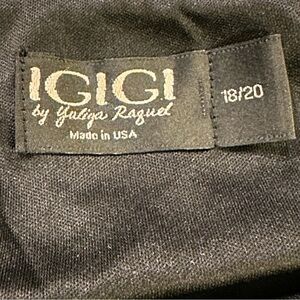 IGIGI
by Yuliya Raquel
Made in USA
18/20